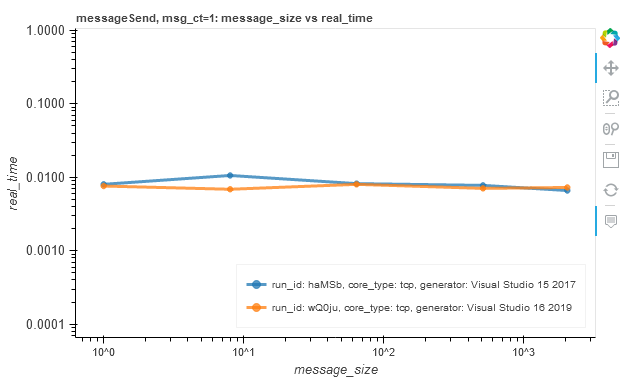 messageSend, msg_ct=1: message_size vs real_time
1.0000
0.1000
0.0100
0.0010
0.0001
real_time
run_id: haMSb, core_type: tcp, generator: Visual Studio 15 2017
run_id: wQ0ju, core_type: tcp, generator: Visual Studio 16 2019
10^0
10^1
10^2
10^3
message_size